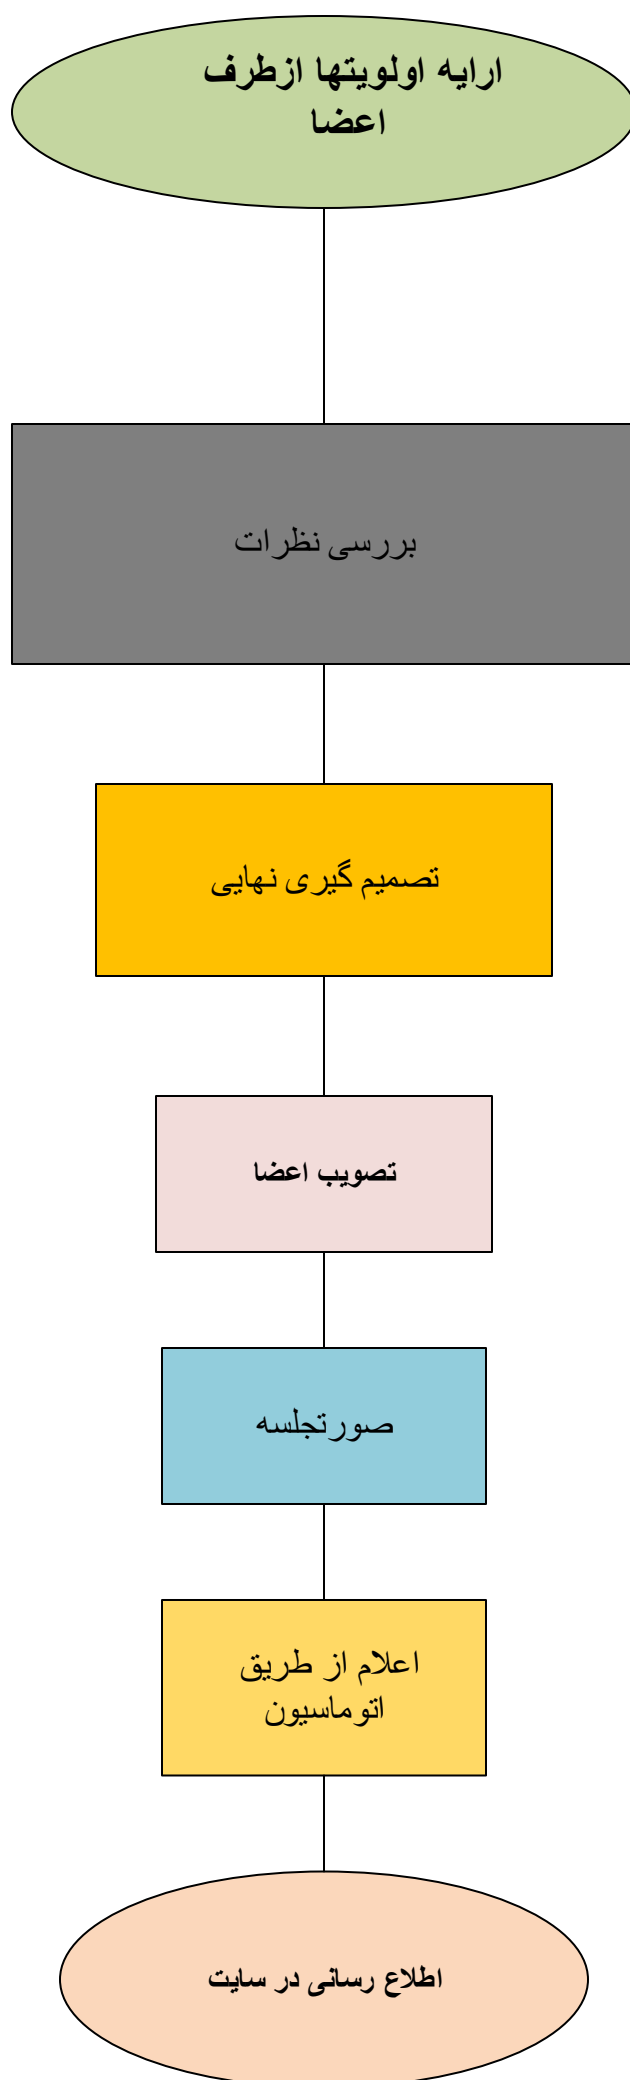 ارایه اولویتها ازطرف
اعضا
بررسی نظرات
تصمیم گیری نهایی
تصویب اعضا
صورتجلسه
اعلام از طریق
اتوماسیون
اطلاع رسانی در سایت